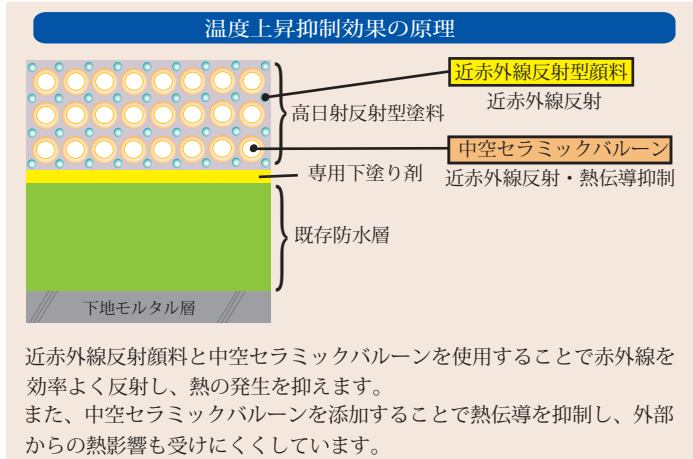 温度上昇抑制効果の原理
近赤外線反射型顔料
近赤外線反射
高日射反射型塗料
中空セラミックバルーン
近赤外線反射・熱伝導抑制
専用下塗り剤
既存防水層
下地モルタル層
近赤外線反射顔料と中空セラミックバルーンを使用することで赤外線を
効率よく反射し、熱の発生を抑えます。
また、中空セラミックバルーンを添加することで熱伝導を抑制し、外部
からの熱影響も受けにくくしています。